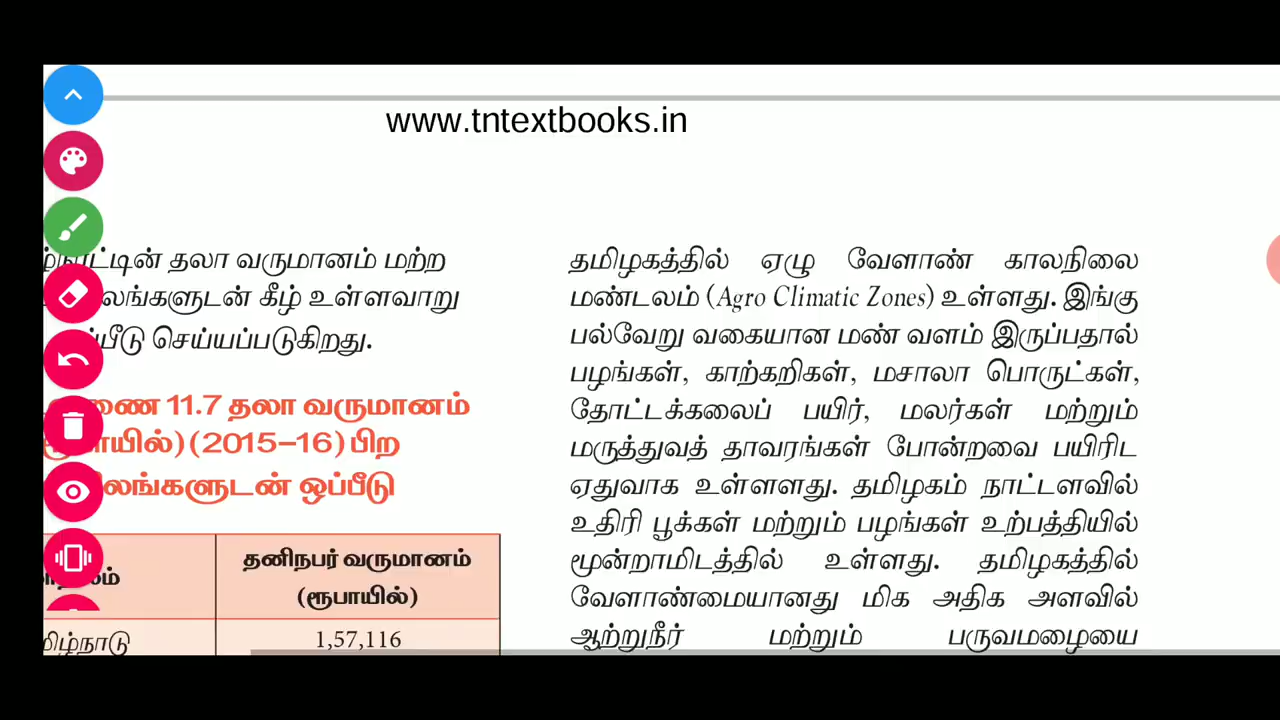 www.tntextbooks.in
தலா வருமானம் மற்ற
கீழ் உள்ளவாறு
செய்யப்படுகிறது.
11.7 தலா வருமானம்
(2015–16) பிற
ஒப்பீடு
தனிநபர் வருமானம்
(ரூபாயில்)
1,57,116
தமிழகத்தில் ஏழு வேளாண் காலநிலை
மண்டலம் (Agro Climatic Zones) உள்ளது. இங்கு
பல்வேறு வகையான மண் வளம் இருப்பதால்
பழங்கள், காற்கறிகள், மசாலா பொருட்கள்,
தோட்டக்கலைப் பயிர், மலர்கள் மற்றும்
மருத்துவத் தாவரங்கள் போன்றவை பயிரிட
ஏதுவாக உள்ளளது. தமிழகம் நாட்டளவில்
உதிரி பூக்கள் மற்றும் பழங்கள் உற்பத்தியில்
மூன்றாமிடத்தில் உள்ளது. தமிழகத்தில்
வேளாண்மையானது மிக அதிக அளவில்
ஆற்றுநீர் மற்றும் பருவமழையை